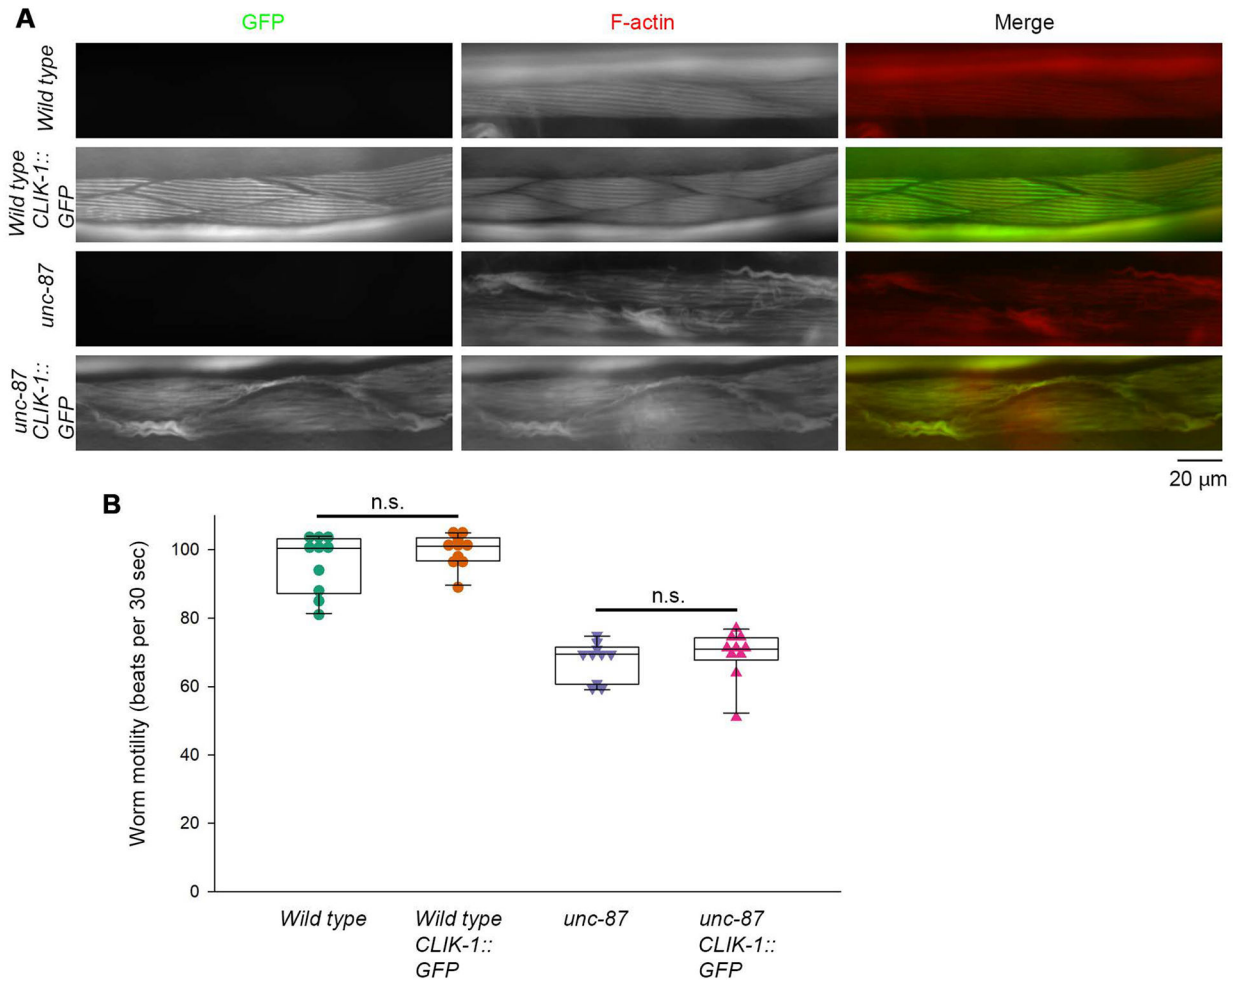 A
GFP
F-actin
Merge
Wild type
Wild type
CLIK-1::
GFP
unc-87
unc-87
CLIK-1::
GFP
20 µm
B
n.s.
n.s.
Worm motility (beats per 30 sec)
100
80
60
40
20
0
Wild type
Wild type
CLIK-1::
GFP
unc-87
unc-87
CLIK-1::
GFP